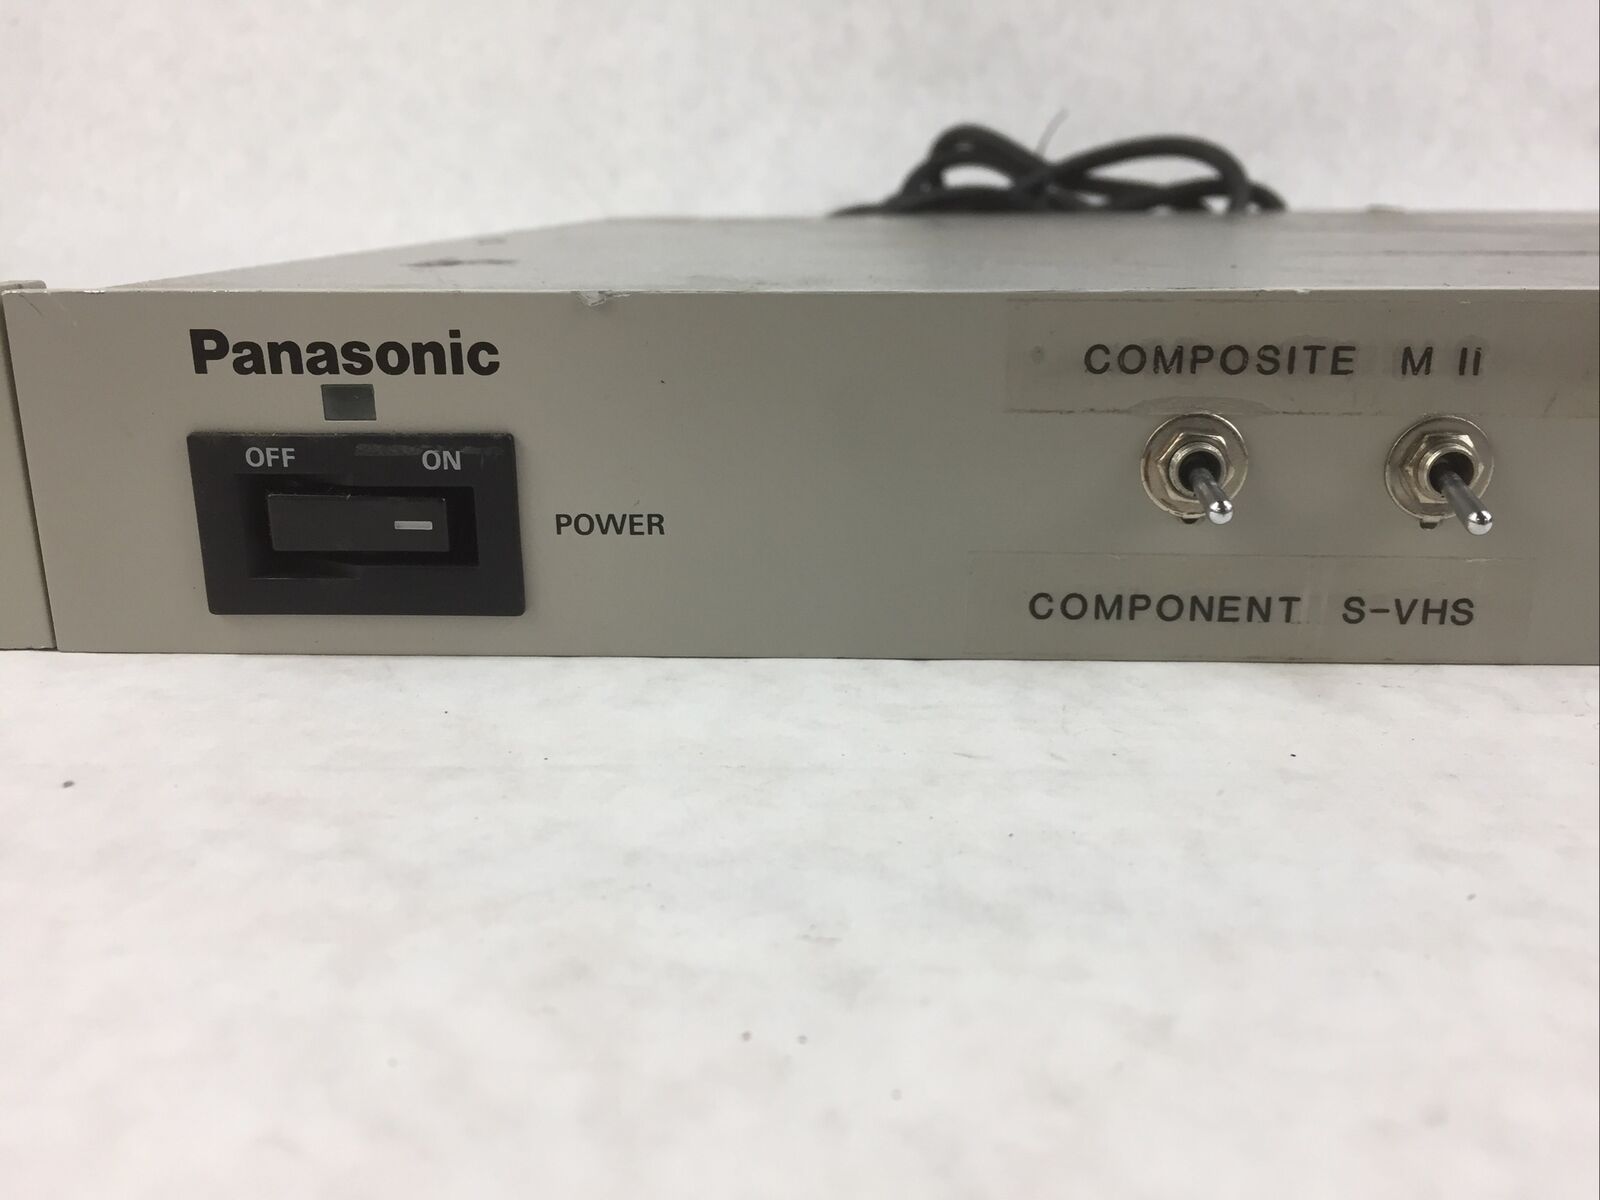 Panasonic
OFF ON
POWER
COMPOSITE M II
COMPONENT S-VHS